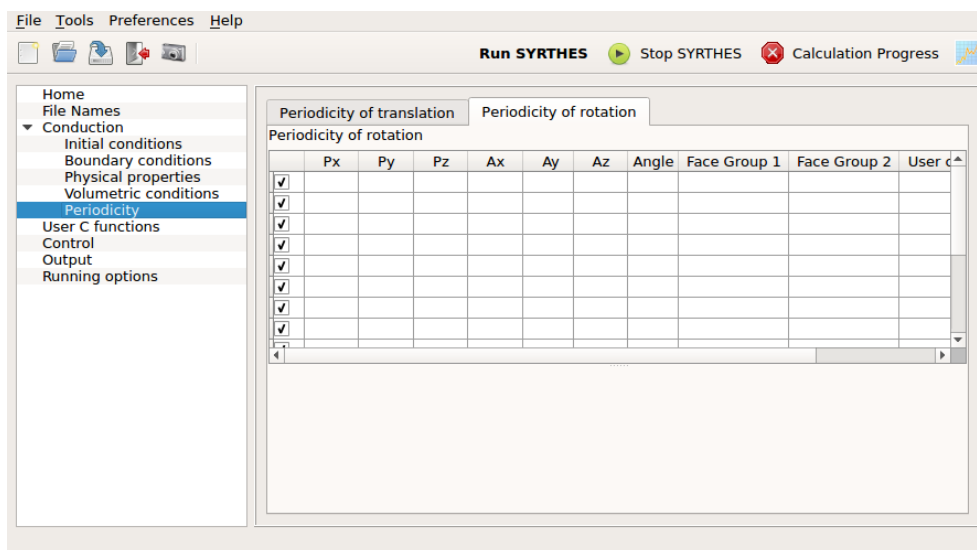 File Tools Preferences Help
Run SYRTHES Stop SYRTHES Calculation Progress
Home
File Names
Conduction
Initial conditions
Boundary conditions
Physical properties
Volumetric conditions
Periodicity
User C functions
Control
Output
Running options
Periodicity of translation Periodicity of rotation
Periodicity of rotation
Px Py Pz Ax Ay Az Angle Face Group 1 Face Group 2 User